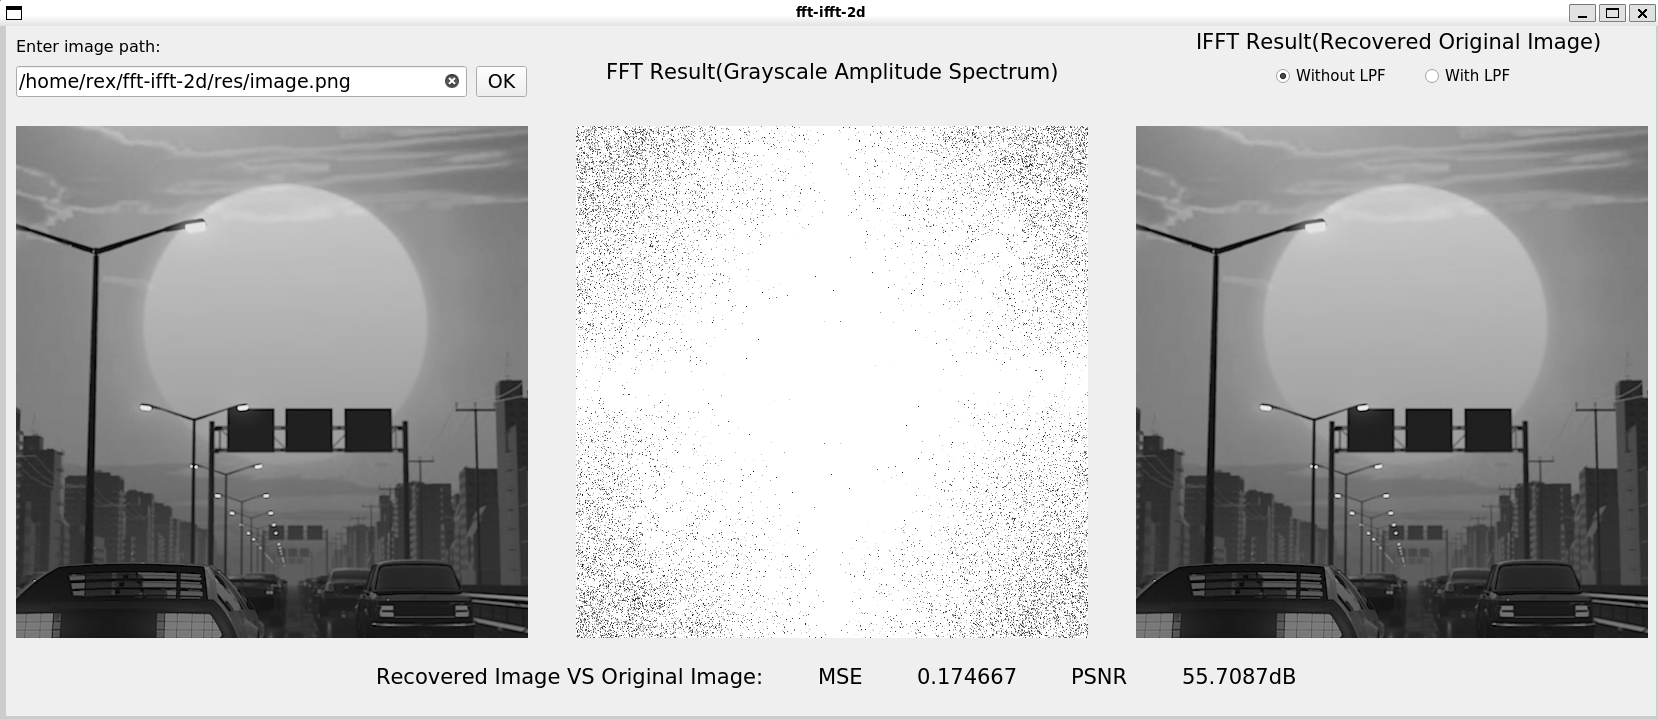 fft-ifft-2d
Enter image path:
/home/rex/fft-ifft-2d/res/image.png
OK
FFT Result(Grayscale Amplitude Spectrum)
IFFT Result(Recovered Original Image)
Without LPF With LPF
Recovered Image VS Original Image: MSE 0.174667 PSNR 55.7087dB